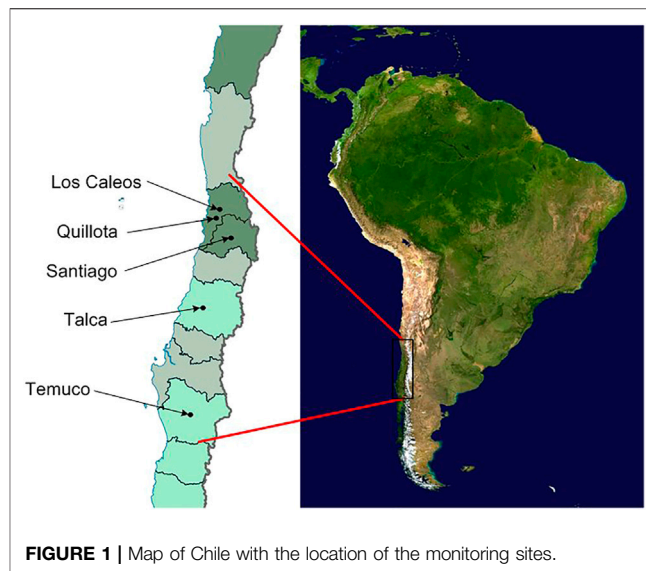 Los Caleos
Quillota
Santiago
Talca
Temuco
FIGURE 1 | Map of Chile with the location of the monitoring sites.